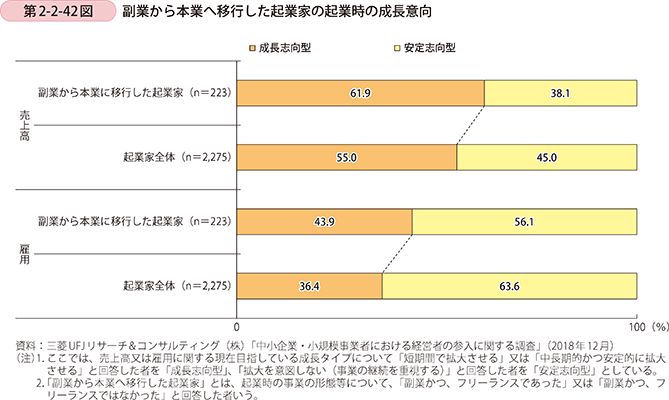 第2-2-42図 副業から本業へ移行した起業家の起業時の成長意向
成長志向型 安定志向型
売上高
副業から本業に移行した起業家（n＝223） 61.9 38.1
起業家全体（n＝2,275） 55.0 45.0
雇用
副業から本業へ移行した起業家（n＝223） 43.9 56.1
起業家全体（n＝2,275） 36.4 63.6
0 100 （%）
資料：三菱UFJリサーチ＆コンサルティング（株）「中小企業・小規模事業者における経営者の参入に関する調査」（2018年12月）
（注）1．ここでは、売上高又は雇用に関する現在目指している成長タイプについて「短期間で拡大させる」又は「中長期的かつ安定的に拡大
させる」と回答した者を「成長志向型」、「拡大を意図しない（事業の継続を重視する）」と回答した者を「安定志向型」としている。
2．「副業から本業へ移行した起業家」とは、起業時の事業の形態等について、「副業かつ、フリーランスであった」又は「副業かつ、フ
リーランスではなかった」と回答した者いう。